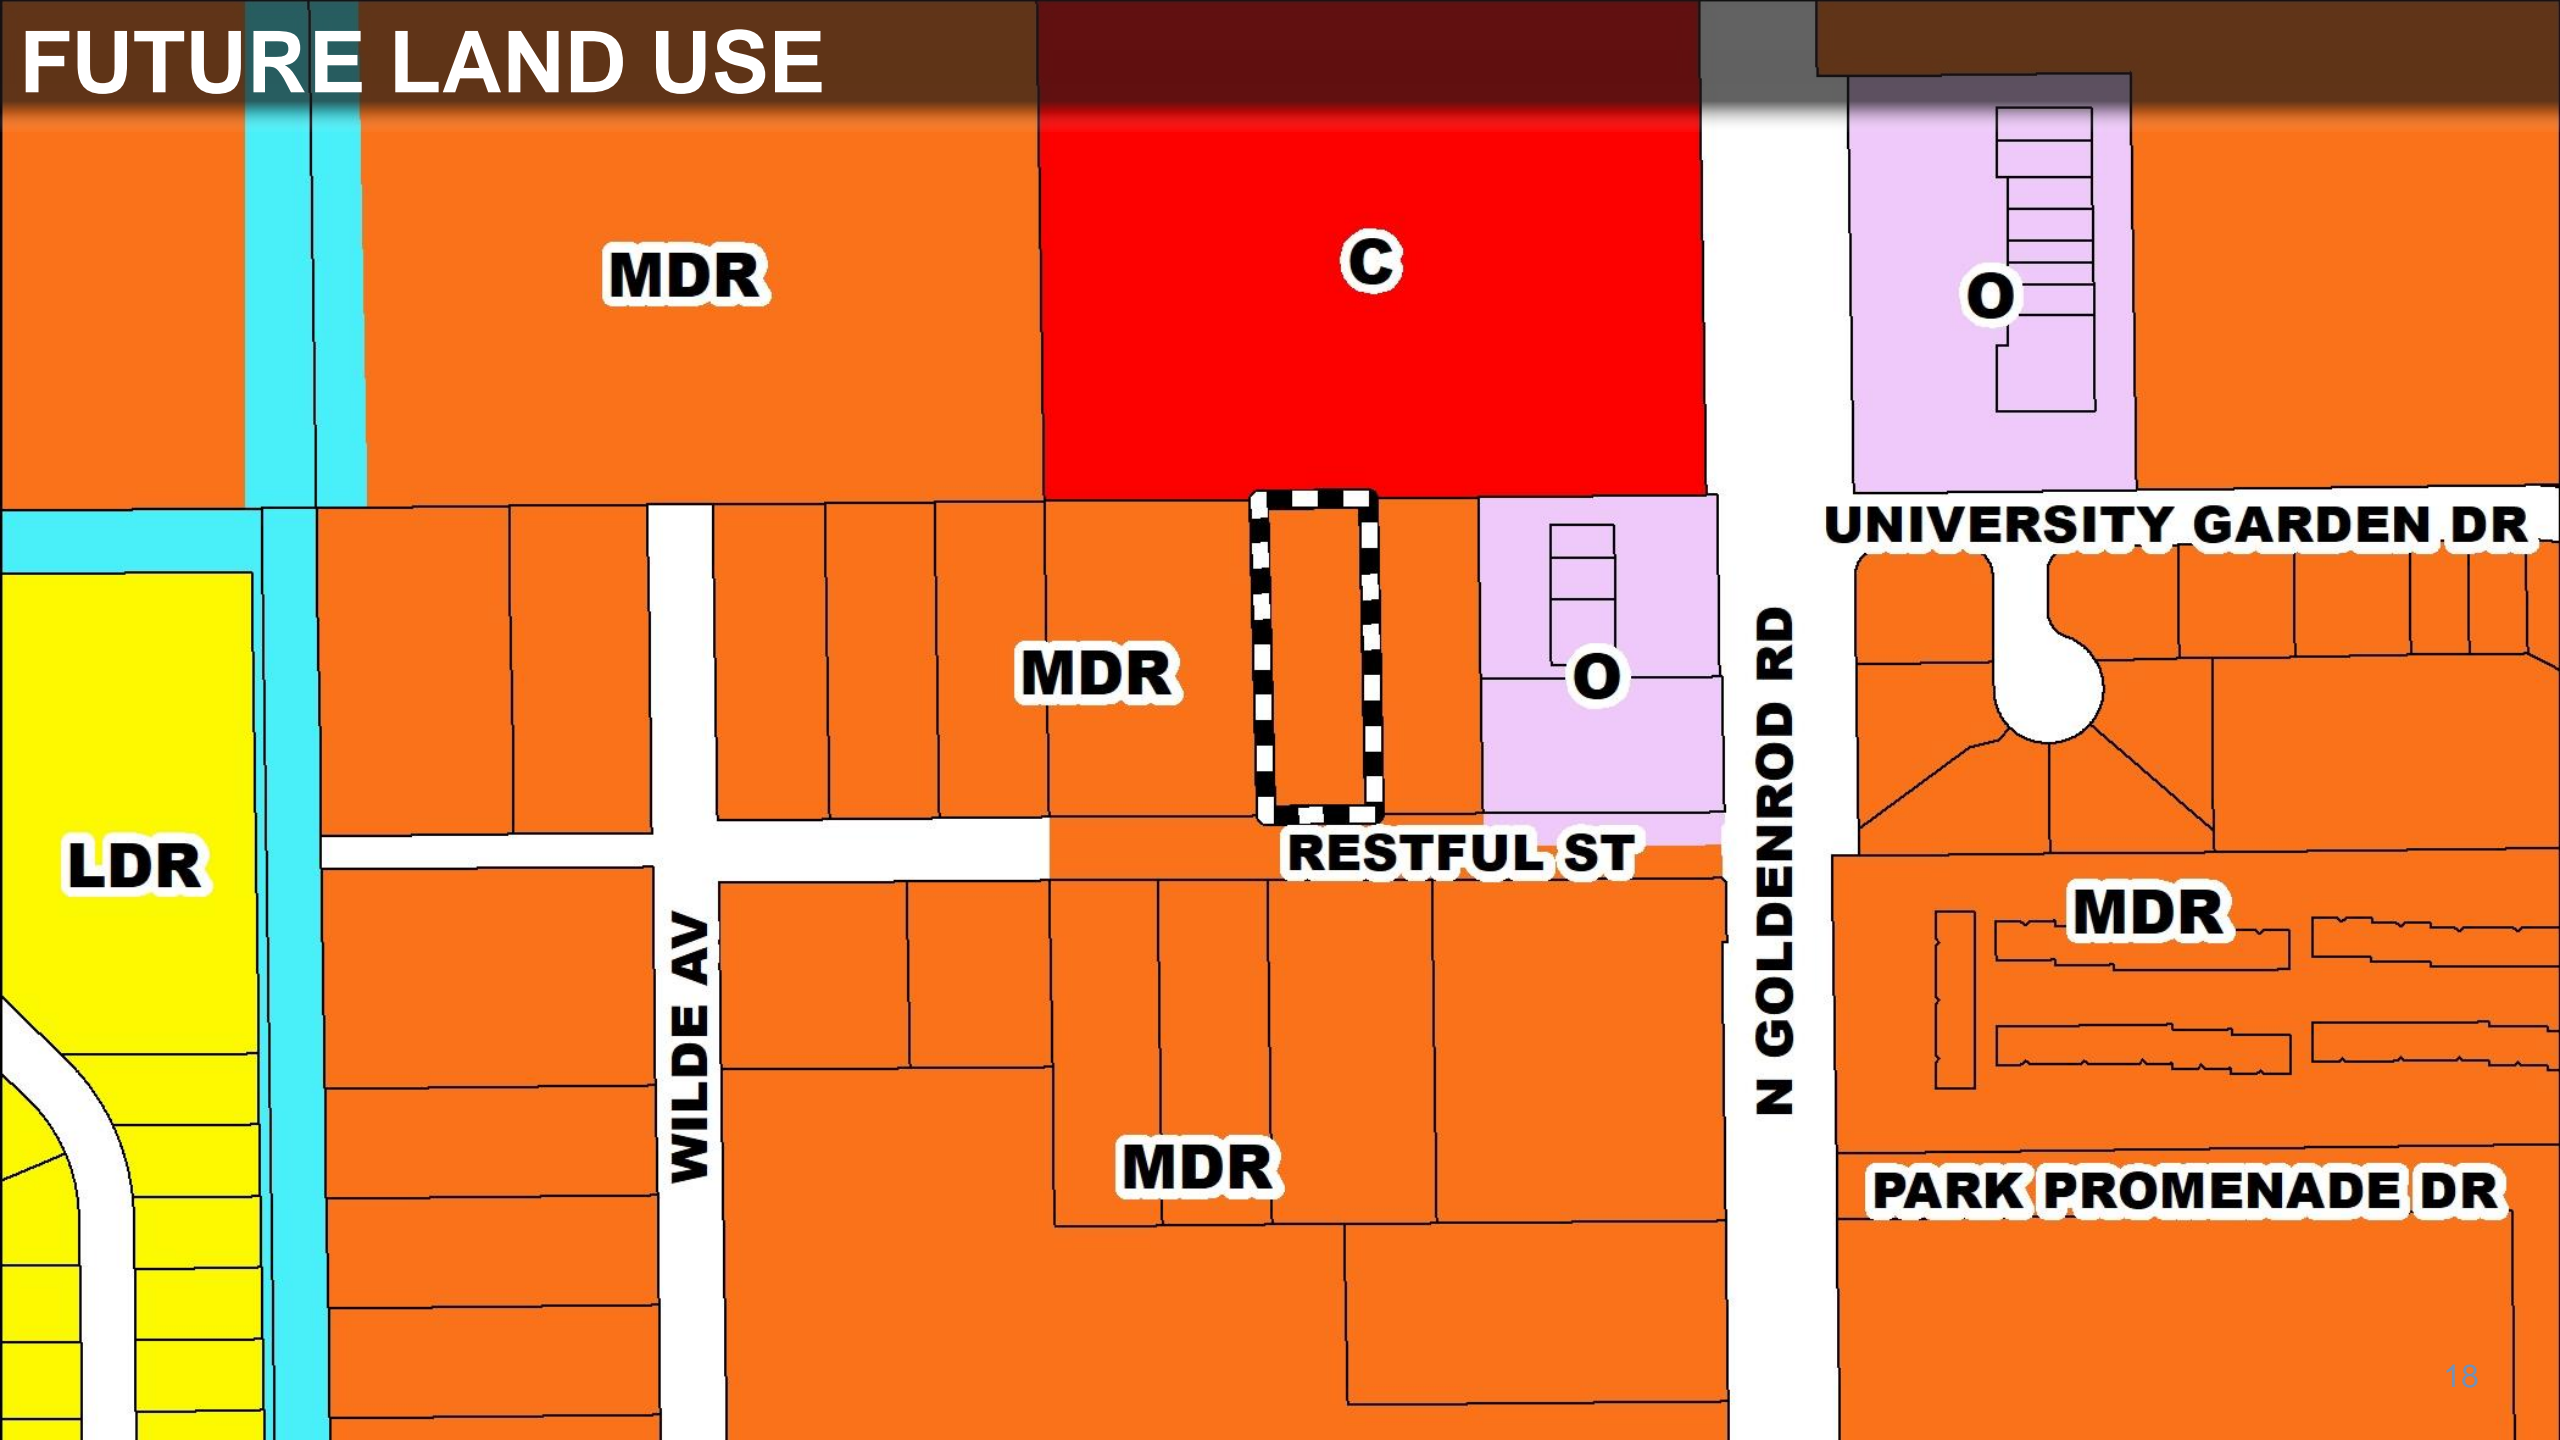 FUTURE LAND USE
MDR
C
O
UNIVERSITY GARDEN DR
MDR
O
N GOLDENROD RD
LDR
RESTFUL ST
MDR
WILDE AV
MDR
PARK PROMENADE DR
18